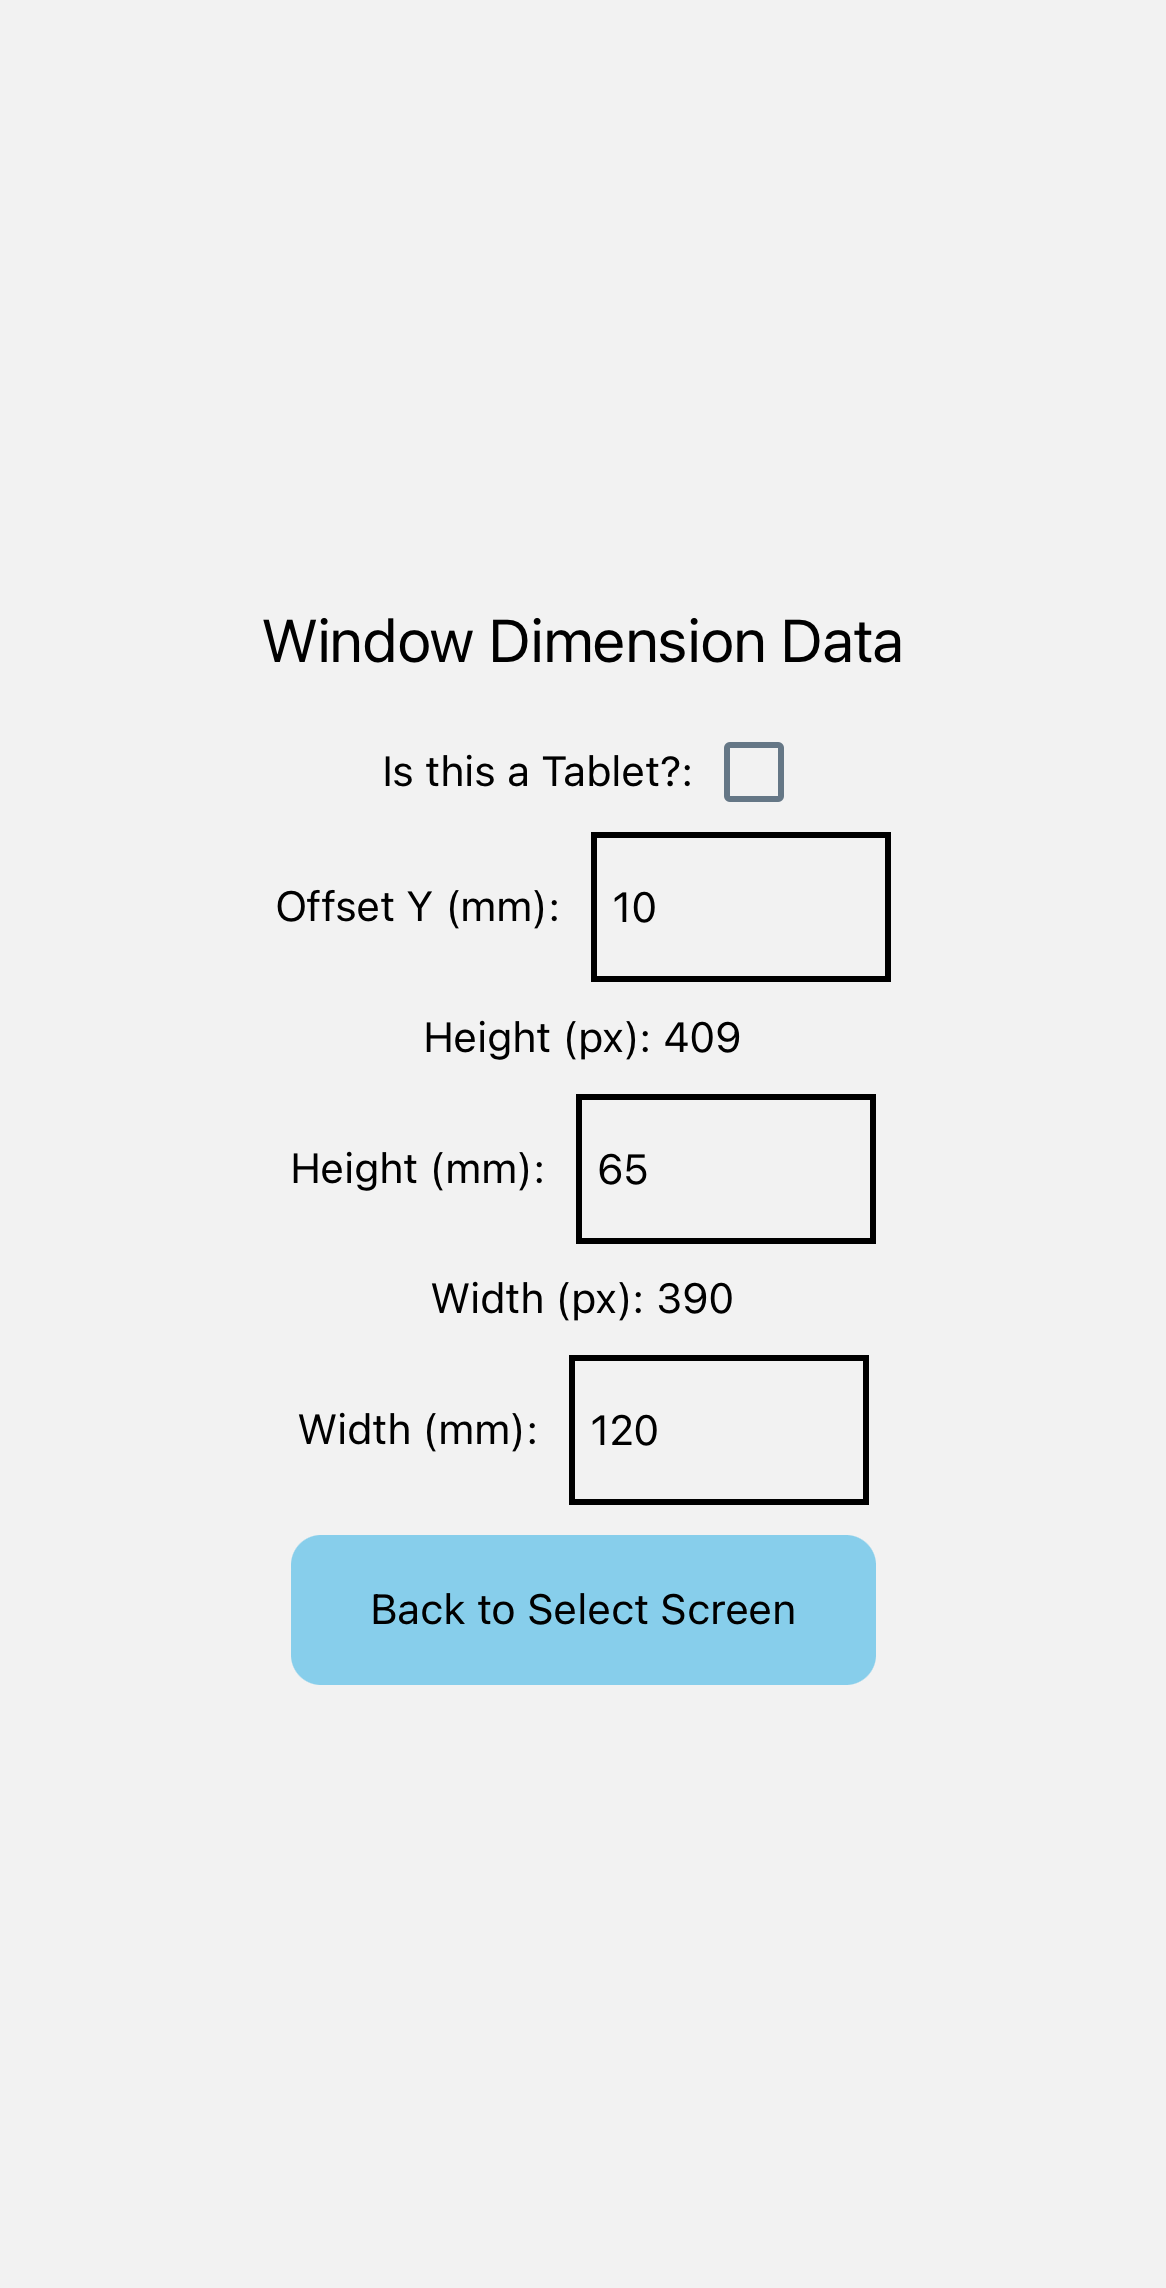 Window Dimension Data
Is this a Tablet?:
Offset Y (mm): 10
Height (px): 409
Height (mm): 65
Width (px): 390
Width (mm): 120
Back to Select Screen